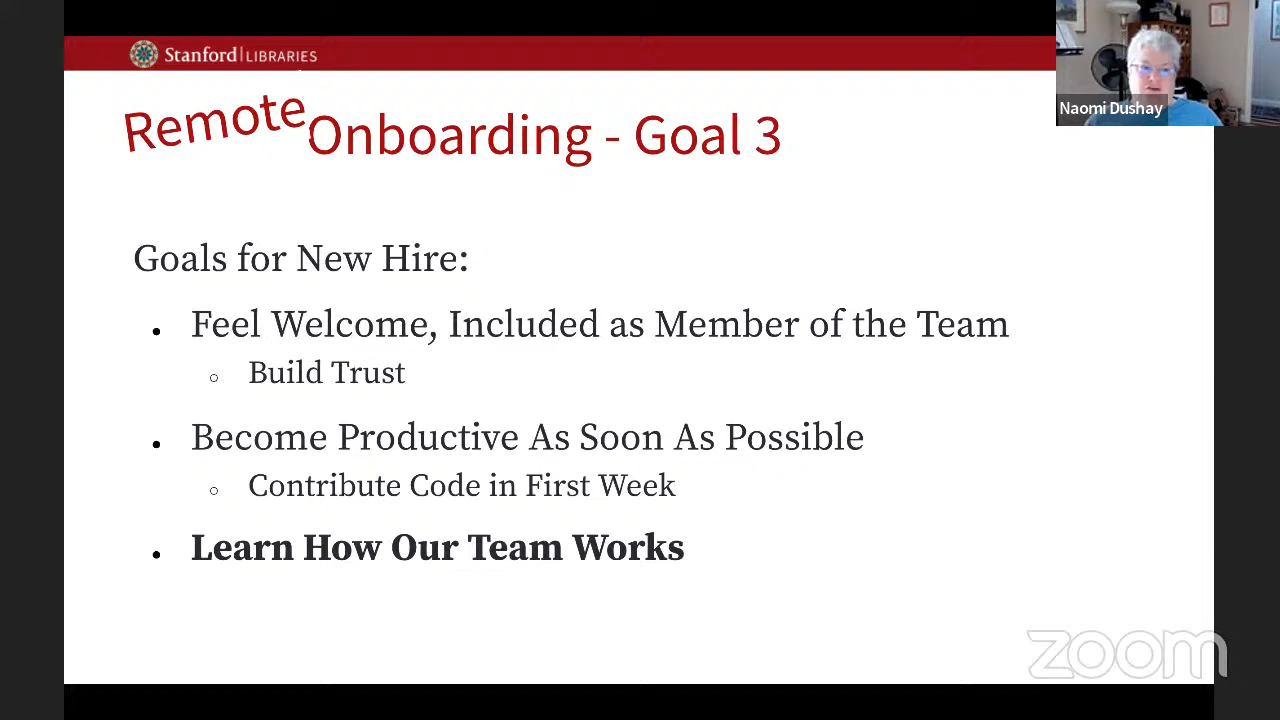 Stanford LIBRARIES
Naomi Dushay
Remote Onboarding - Goal 3
Goals for New Hire:
Feel Welcome, Included as Member of the Team
Build Trust
Become Productive As Soon As Possible
Contribute Code in First Week
Learn How Our Team Works
zoom